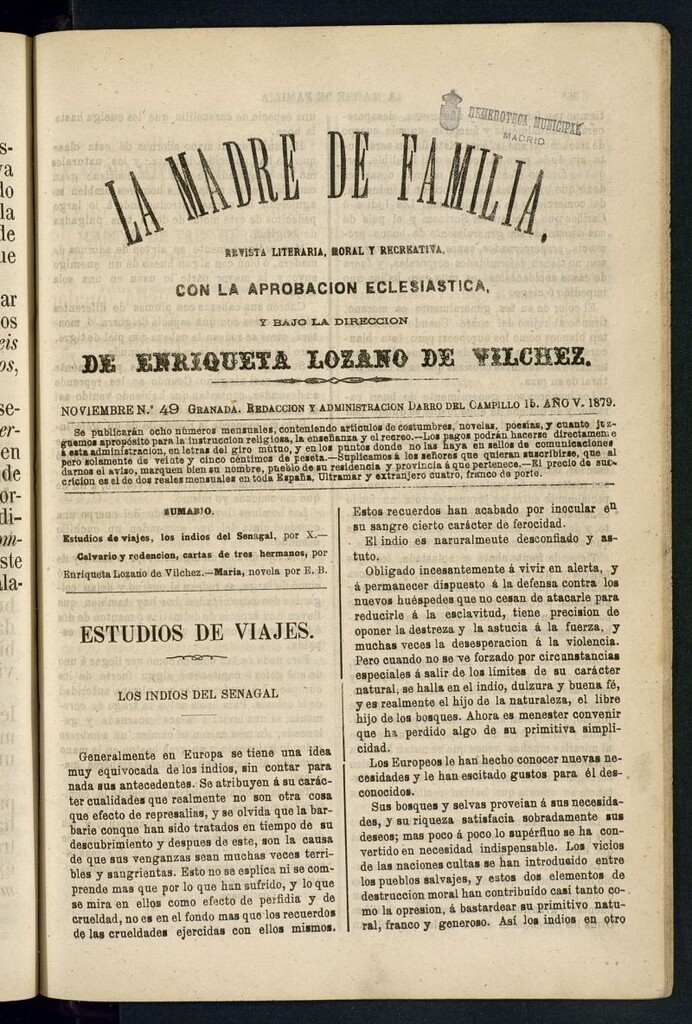 HEMEROTECA MUNICIPAL
MADRID
LA MADRE DE FAMILIA.
REVISTA LITERARIA, MORAL Y RECREATIVA,
CON LA APROBACION ECLESIASTICA,
Y BAJO LA DIRECCION
DE ENRIQUETA LOZANO DE VILCHEZ.
NOVIEMBRE N.º 49 GRANADA. REDACCION Y ADMINISTRACION DARRO DEL CAMPILLO 15. AÑO V. 1879.
Se publicarán ocho números mensuales, conteniendo artículos de costumbres, novelas, poesías, y cuanto juz-
guemos apropósito para la instruccion religiosa, la enseñanza y el recreo.—Los pagos podrán hacerse directamen e
á esta administracion, en letras del giro mútuo, y en los puntos donde no las haya en sellos de comunicaciones
pero solamente de veinte y cinco céntimos de peseta.—Suplicamos á los señores que quieran suscribirse, que al
darnos el aviso, marquen bien su nombre, pueblo de su residencia y provincia á que pertenece.—El precio de sus-
cricion es el de dos reales mensuales en toda España, Ultramar y extranjero cuatro, franco de porte.
SUMARIO.
Estudios de viajes, los indios del Senagal, por X.—
Calvario y redencion, cartas de tres hermanos, por
Enriqueta Lozano de Vilchez.—María, novela por E. B.
ESTUDIOS DE VIAJES.
LOS INDIOS DEL SENAGAL
Generalmente en Europa se tiene una idea
muy equivocada de los indios, sin contar para
nada sus antecedentes. Se atribuyen á su carác-
ter cualidades que realmente no son otra cosa
que efecto de represalias, y se olvida que la bar-
barie conque han sido tratados en tiempo de su
descubrimiento y despues de este, son la causa
de que sus venganzas sean muchas veces terri-
bles y sangrientas. Esto no se esplica ni se com-
prende mas que por lo que han sufrido, y lo que
se mira en ellos como efecto de perfidia y de
crueldad, no es en el fondo mas que los recuerdos
de las crueldades ejercidas con ellos mismos.
Estos recuerdos han acabado por inocular en
su sangre cierto carácter de ferocidad.
El indio es naruralmente desconfiado y as-
tuto.
Obligado incesantemente á vivir en alerta, y
á permanecer dispuesto á la defensa contra los
nuevos huéspedes que no cesan de atacarle para
reducirle á la esclavitud, tiene precision de
oponer la destreza y la astucia á la fuerza, y
muchas veces la desesperacion á la violencia.
Pero cuando no se ve forzado por circunstancias
especiales á salir de los límites de su carácter
natural, se halla en el indio, dulzura y buena fé,
y es realmente el hijo de la naturaleza, el libre
hijo de los bosques. Ahora es menester convenir
que ha perdido algo de su primitiva simpli-
cidad.
Los Europeos le han hecho conocer nuevas ne-
cesidades y le han escitado gustos para él des-
conocidos.
Sus bosques y selvas proveian á sus necesida-
des, y su riqueza satisfacia sobradamente sus
deseos; mas poco á poco lo supérfluo se ha con-
vertido en necesidad indispensable. Los vicios
de las naciones cultas se han introducido entre
los pueblos salvajes, y estos dos elementos de
destruccion moral han contribuido casi tanto co-
mo la opresion, á bastardear su primitivo natu-
ral, franco y generoso. Así los indios en otro